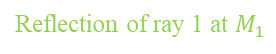 Reflection of ray 1 at M₁